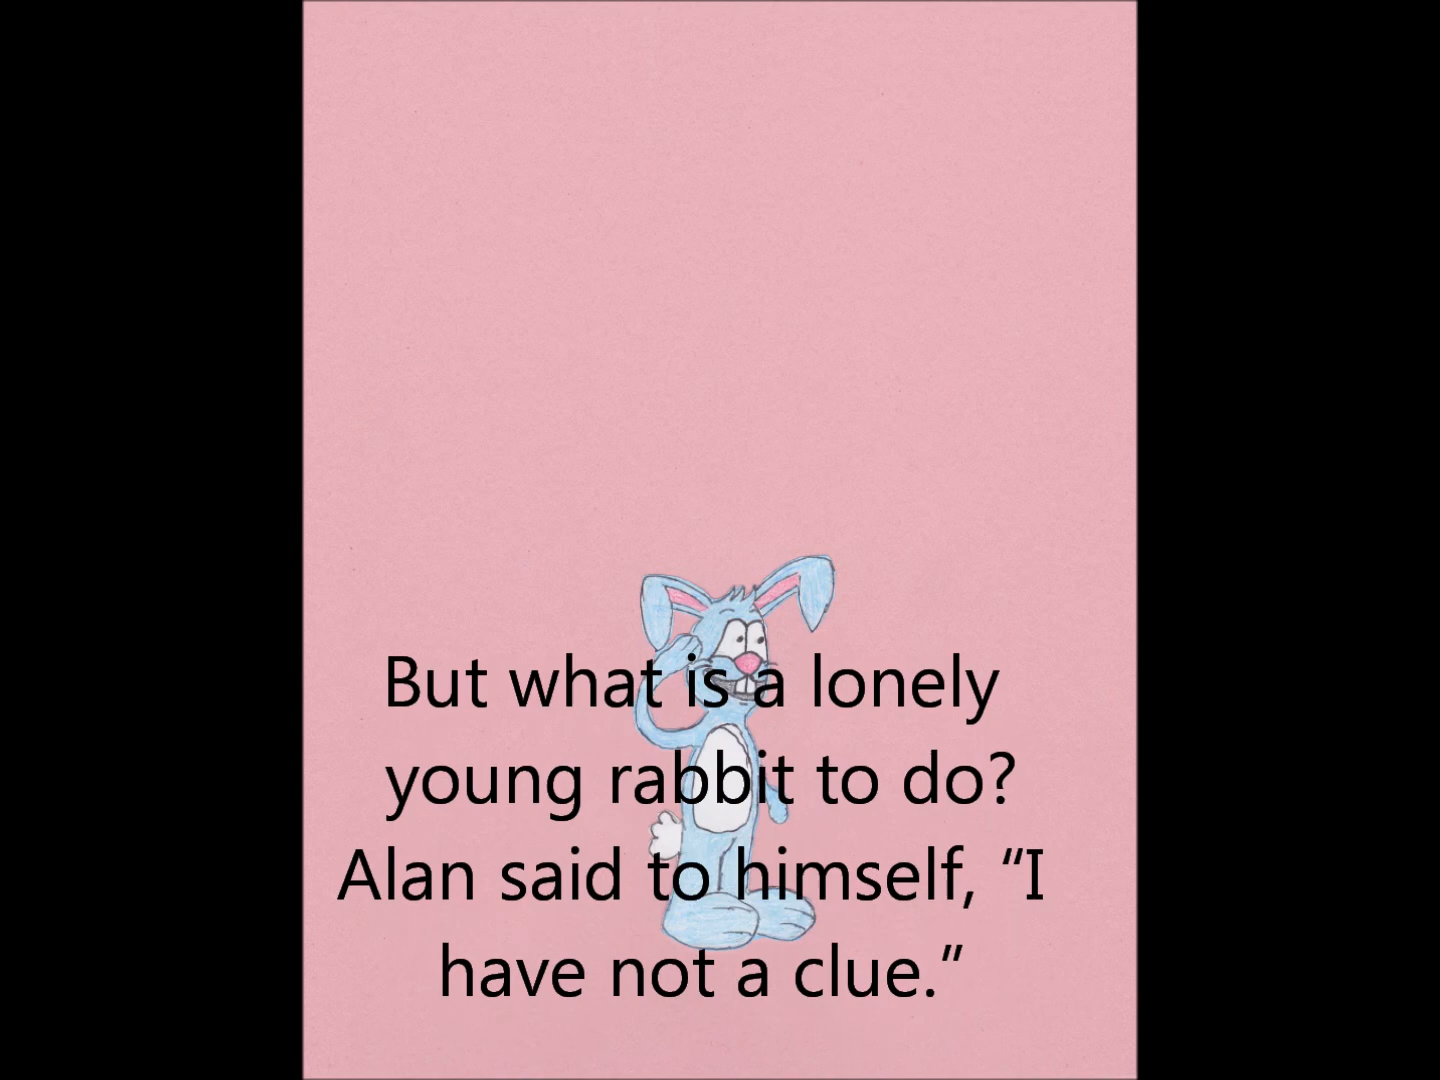 But what is a lonely
young rabbit to do?
Alan said to himself, “I
have not a clue.”